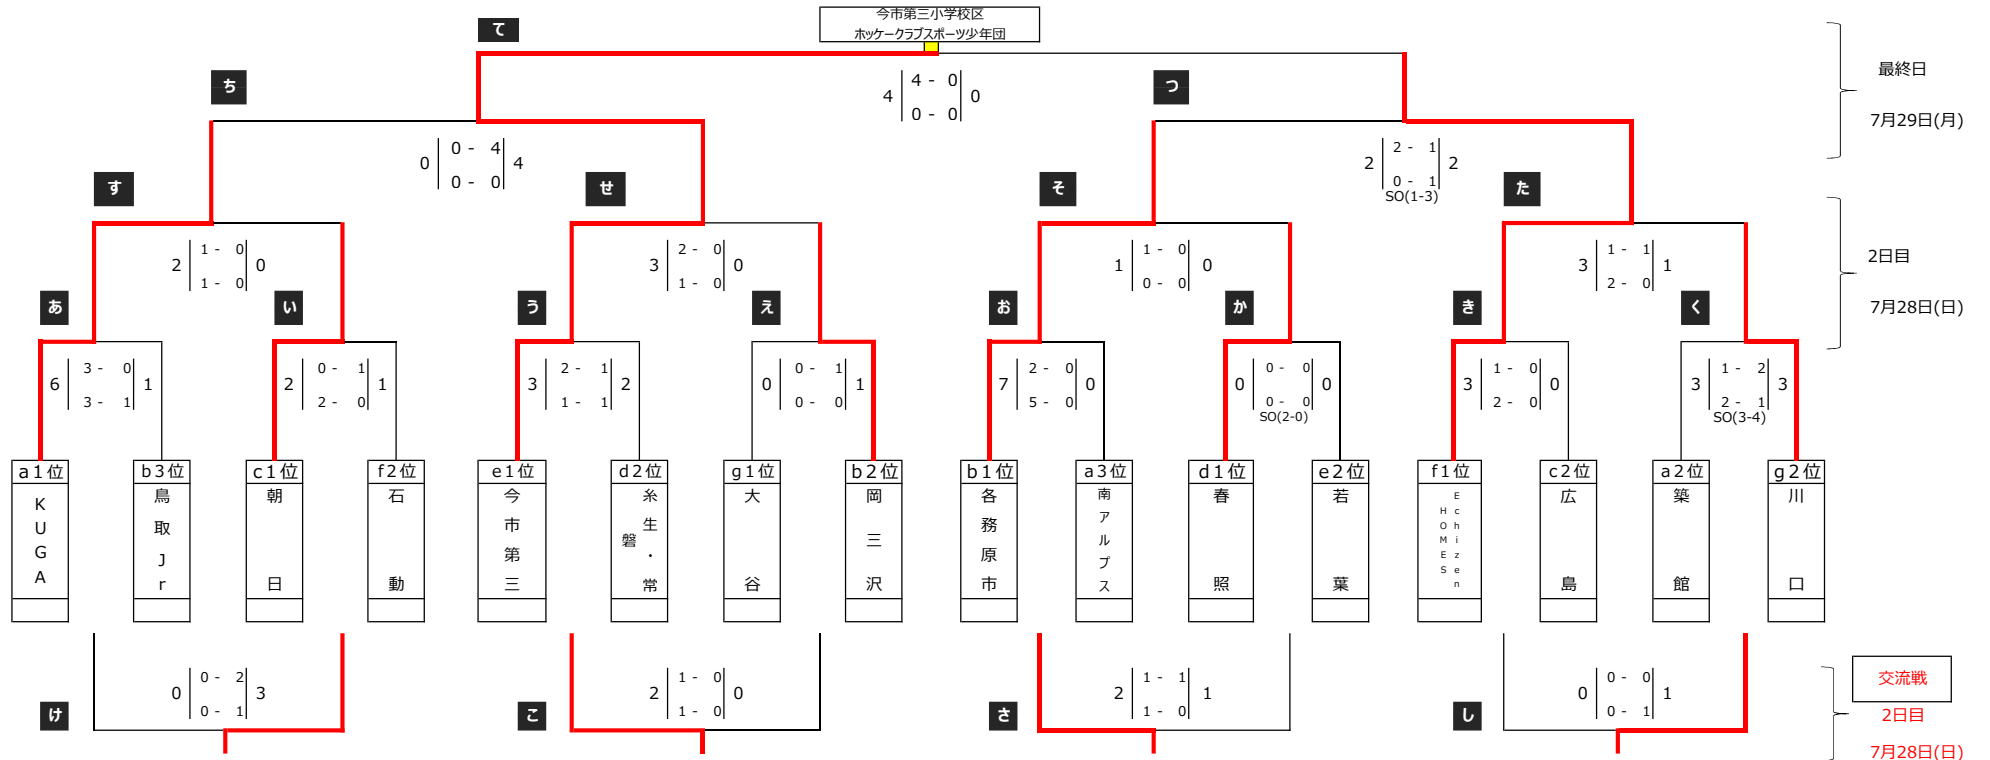 今市第三小学校区
ホッケークラブスポーツ少年団
て
最終日
7月29日(月)
ち
つ
4 4 - 0 0
0 - 0
0 0 - 4 4
0 - 0
2 2 - 1 2
0 - 1
SO(1-3)
す
せ
そ
た
2日目
7月28日(日)
2 1 - 0 0
1 - 0
3 2 - 0 0
1 - 0
1 1 - 0 0
0 - 0
3 1 - 1 1
2 - 0
あ
い
う
え
お
か
き
く
6 3 - 0 1
3 - 1
2 0 - 1 1
2 - 0
3 2 - 1 2
1 - 1
0 0 - 1 1
0 - 0
7 2 - 0 0
5 - 0
0 0 - 0 0
0 - 0
SO(2-0)
3 1 - 0 0
2 - 0
3 1 - 2 3
2 - 1
SO(3-4)
a1位
KUGA
b3位
鳥取Jr
c1位
朝日
f2位
石動
e1位
今市第三
d2位
糸生・常
磐
g1位
大谷
b2位
岡三沢
b1位
各務原市
a3位
南アルプス
d1位
春照
e2位
若葉
f1位
Echizen
HOMES
c2位
広島
a2位
築館
g2位
川口
け
0 0 - 2 3
0 - 1
こ
2 1 - 0 0
1 - 0
さ
2 1 - 1 1
1 - 0
し
0 0 - 0 1
0 - 1
交流戦
2日目
7月28日(日)